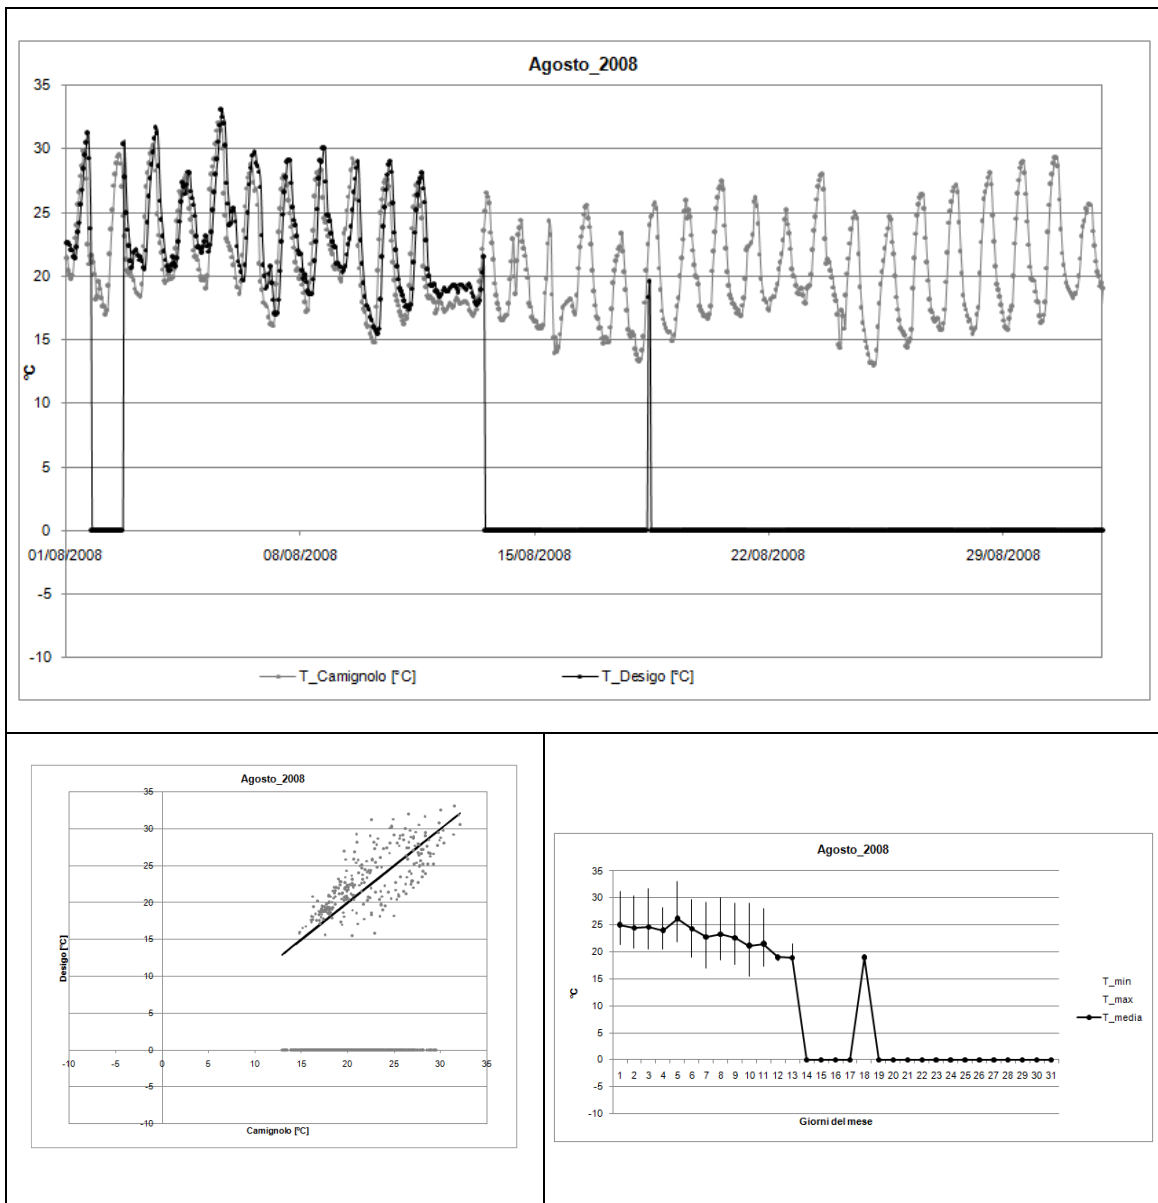 Agosto_2008
35
30
25
20
15
10
5
0
-5
-10
°C
01/08/2008 08/08/2008 15/08/2008 22/08/2008 29/08/2008
T_Camignolo [°C] T_Desigo [°C]
Agosto_2008
35
30
25
20
15
10
5
0
-5
-10
Desigo [°C]
-10 -5 0 5 10 15 20 25 30 35
Camignolo [°C]
Agosto_2008
35
30
25
20
15
10
5
0
-5
-10
°C
1 2 3 4 5 6 7 8 9 10 11 12 13 14 15 16 17 18 19 20 21 22 23 24 25 26 27 28 29 30 31
Giorni del mese
T_min
T_max
T_media